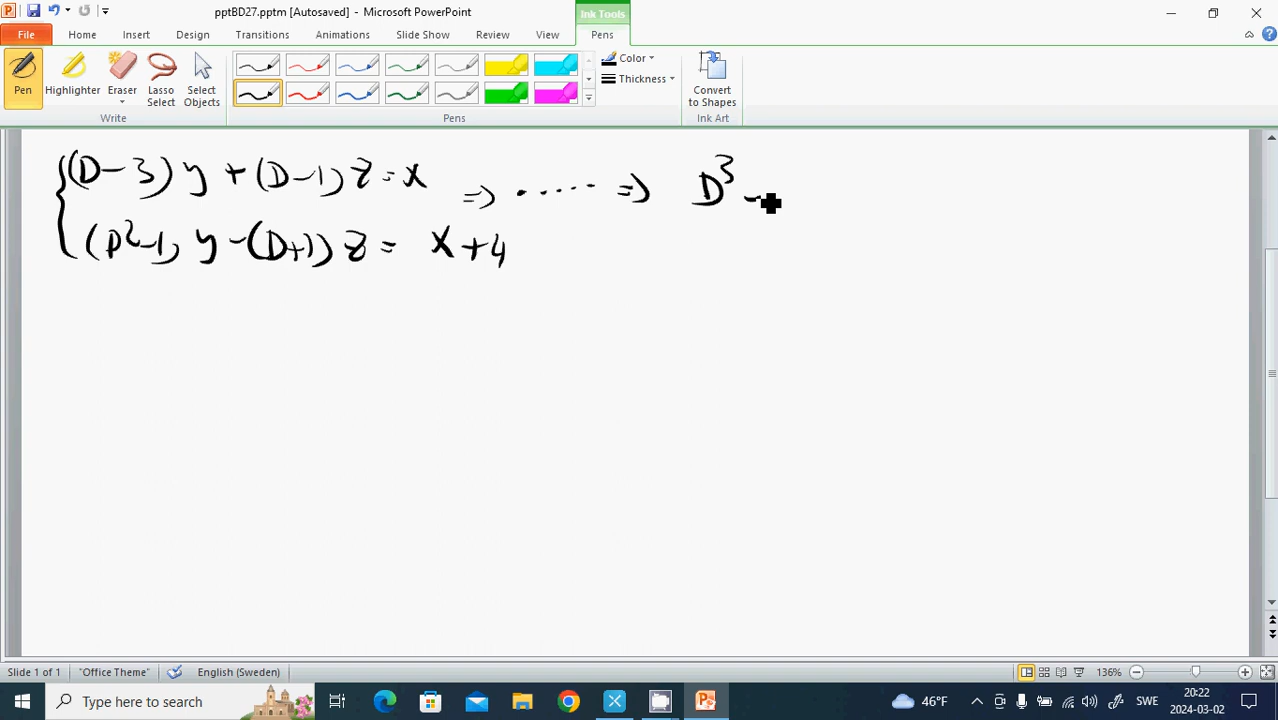 pptBD27.pptm [Autosaved] - Microsoft PowerPoint
Ink Tools
File Home Insert Design Transitions Animations Slide Show Review View Pens
Pen Highlighter Eraser Lasso Select Select Objects
Color
Thickness
Convert to Shapes
Write Pens Ink Art
(D-3) y + (D-1) z = x => ..... => D³ -
(D²-1) y - (D+1) z = x+4
Slide 1 of 1 "Office Theme" English (Sweden) 136%
Type here to search 46°F SWE 20:22
2024-03-02